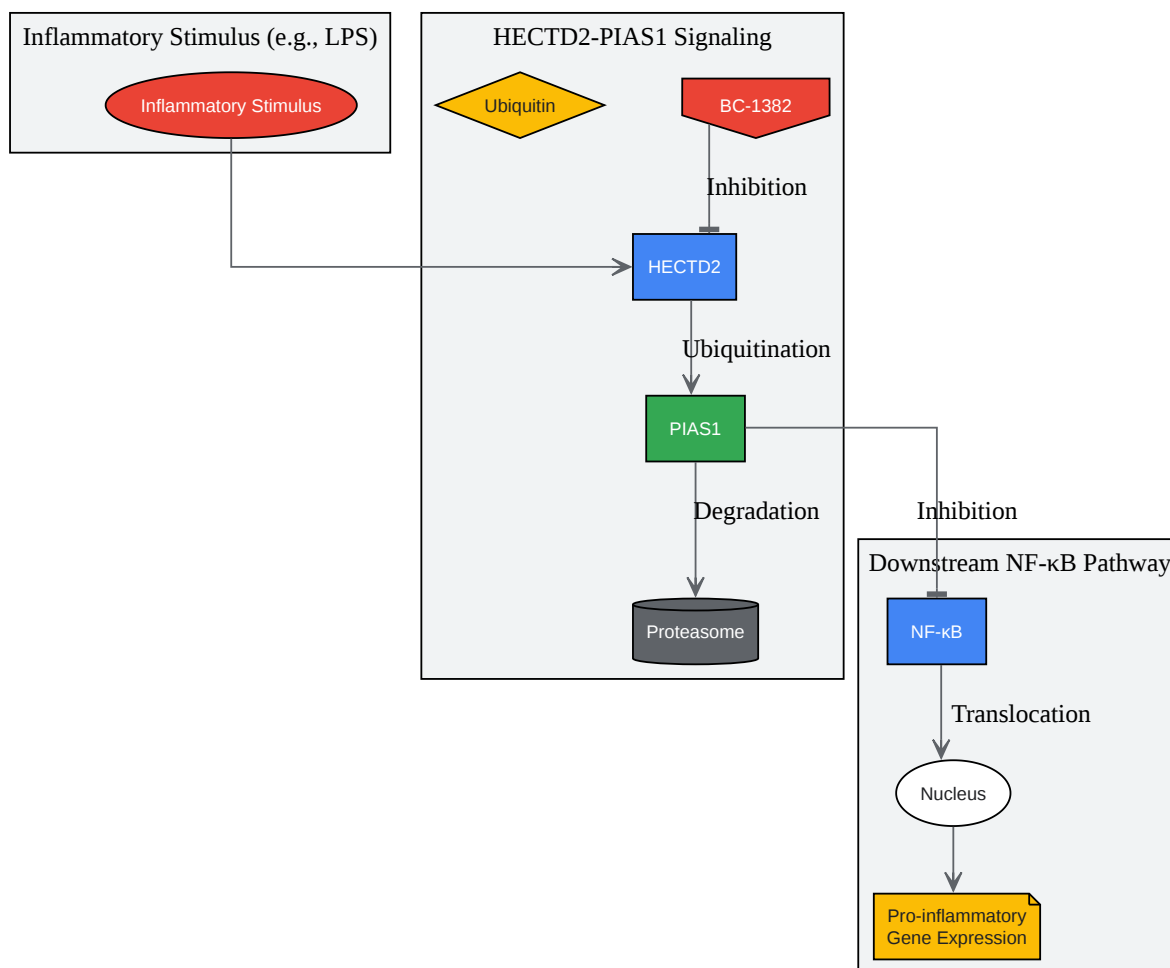 Inflammatory Stimulus (e.g., LPS)
Inflammatory Stimulus
HECTD2-PIAS1 Signaling
Ubiquitin
BC-1382
Inhibition
HECTD2
Ubiquitination
PIAS1
Degradation
Proteasome
Inhibition
Downstream NF-κB Pathway
NF-κB
Translocation
Nucleus
Pro-inflammatory
Gene Expression